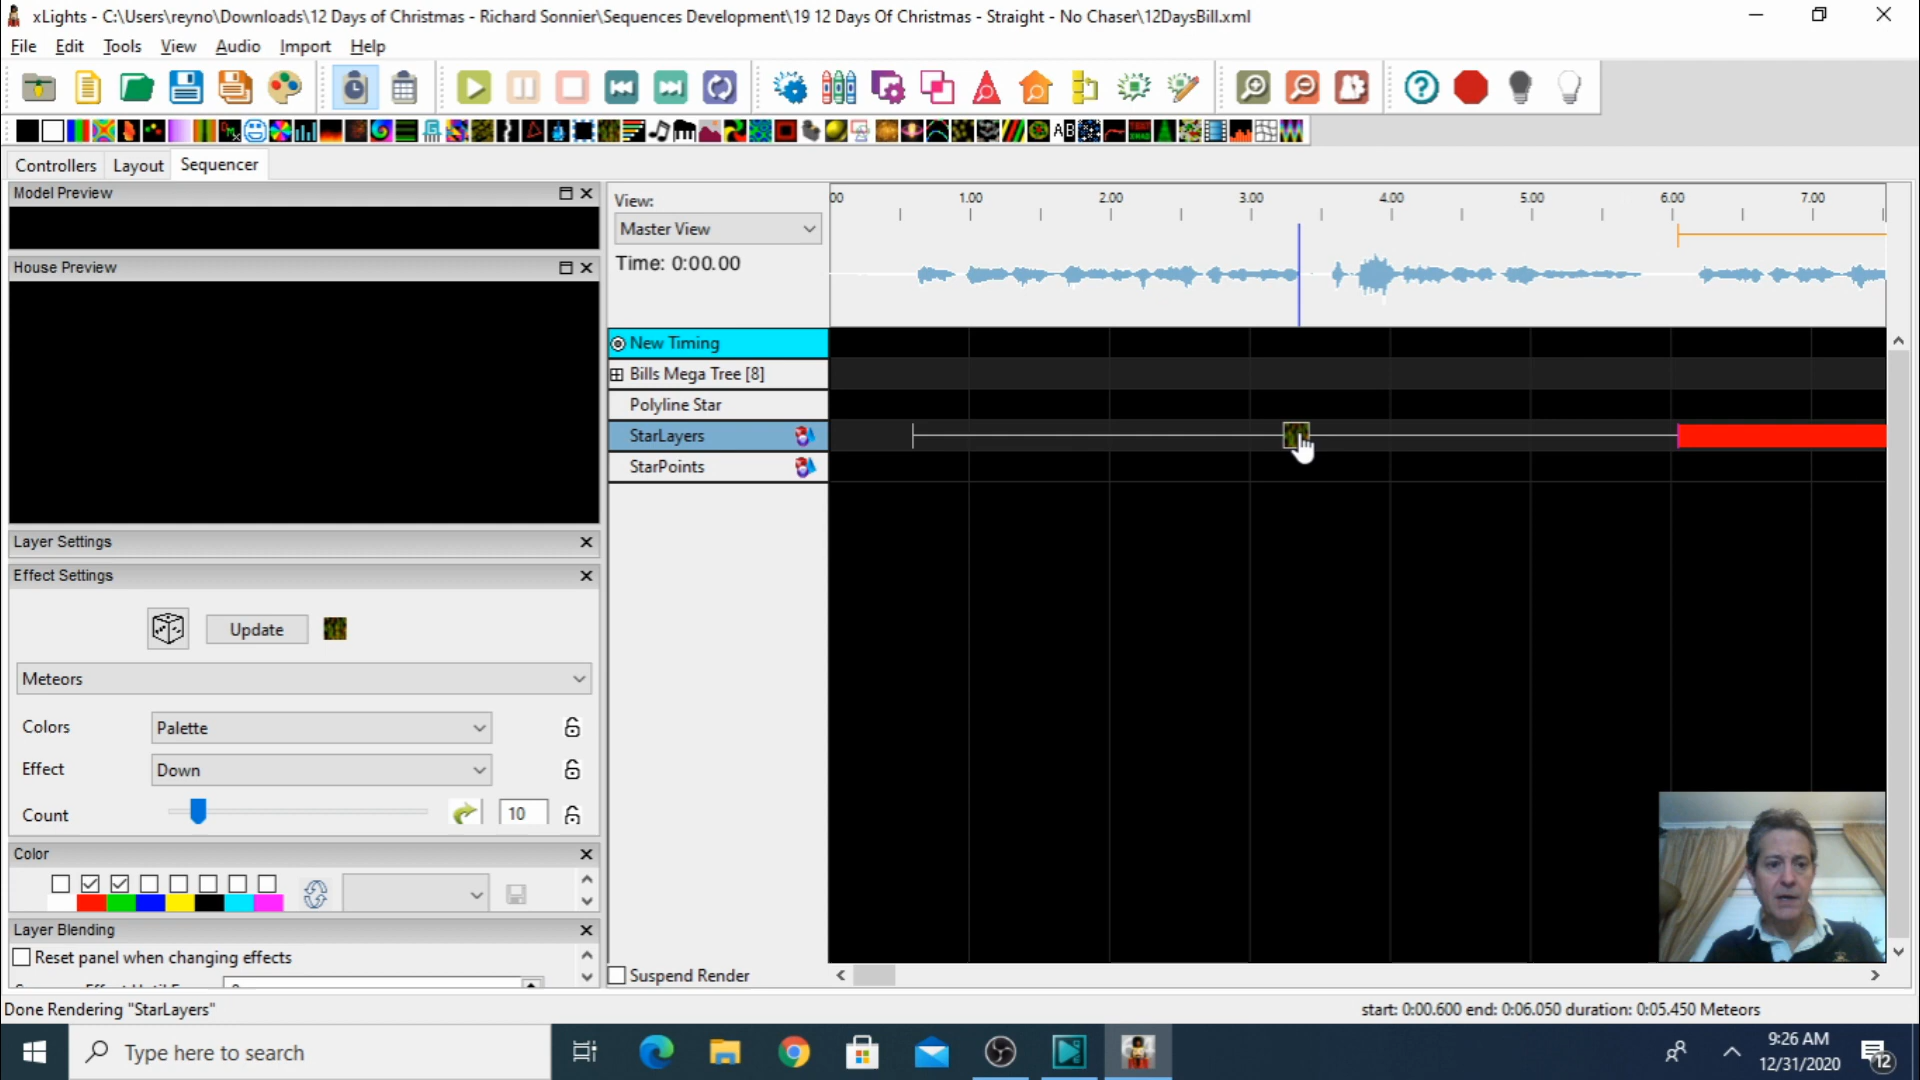 xLights - C:\Users\reyno\Downloads\12 Days of Christmas - Richard Sonnier\Sequences Development\19 12 Days Of Christmas - Straight - No Chaser\12DaysBill.xml
File Edit Tools View Audio Import Help
Controllers Layout Sequencer
Model Preview
House Preview
Layer Settings
Effect Settings
Update
Meteors
Colors Palette
Effect Down
Count 10
Color
Layer Blending
Reset panel when changing effects
View:
Master View
Time: 0:00.00
00 1.00 2.00 3.00 4.00 5.00 6.00 7.00
New Timing
Bills Mega Tree [8]
Polyline Star
StarLayers
StarPoints
Suspend Render
Done Rendering "StarLayers"
start: 0:00.600 end: 0:06.050 duration: 0:05.450 Meteors
Type here to search
9:26 AM
12/31/2020
12